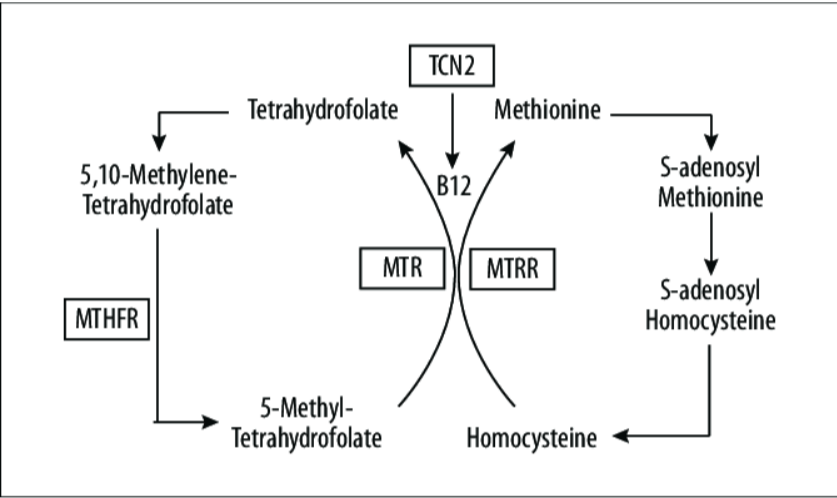 TCN2
Tetrahydrofolate
Methionine
5,10-Methylene-
Tetrahydrofolate
B12
S-adenosyl
Methionine
MTR
MTRR
MTHFR
S-adenosyl
Homocysteine
5-Methyl-
Tetrahydrofolate
Homocysteine